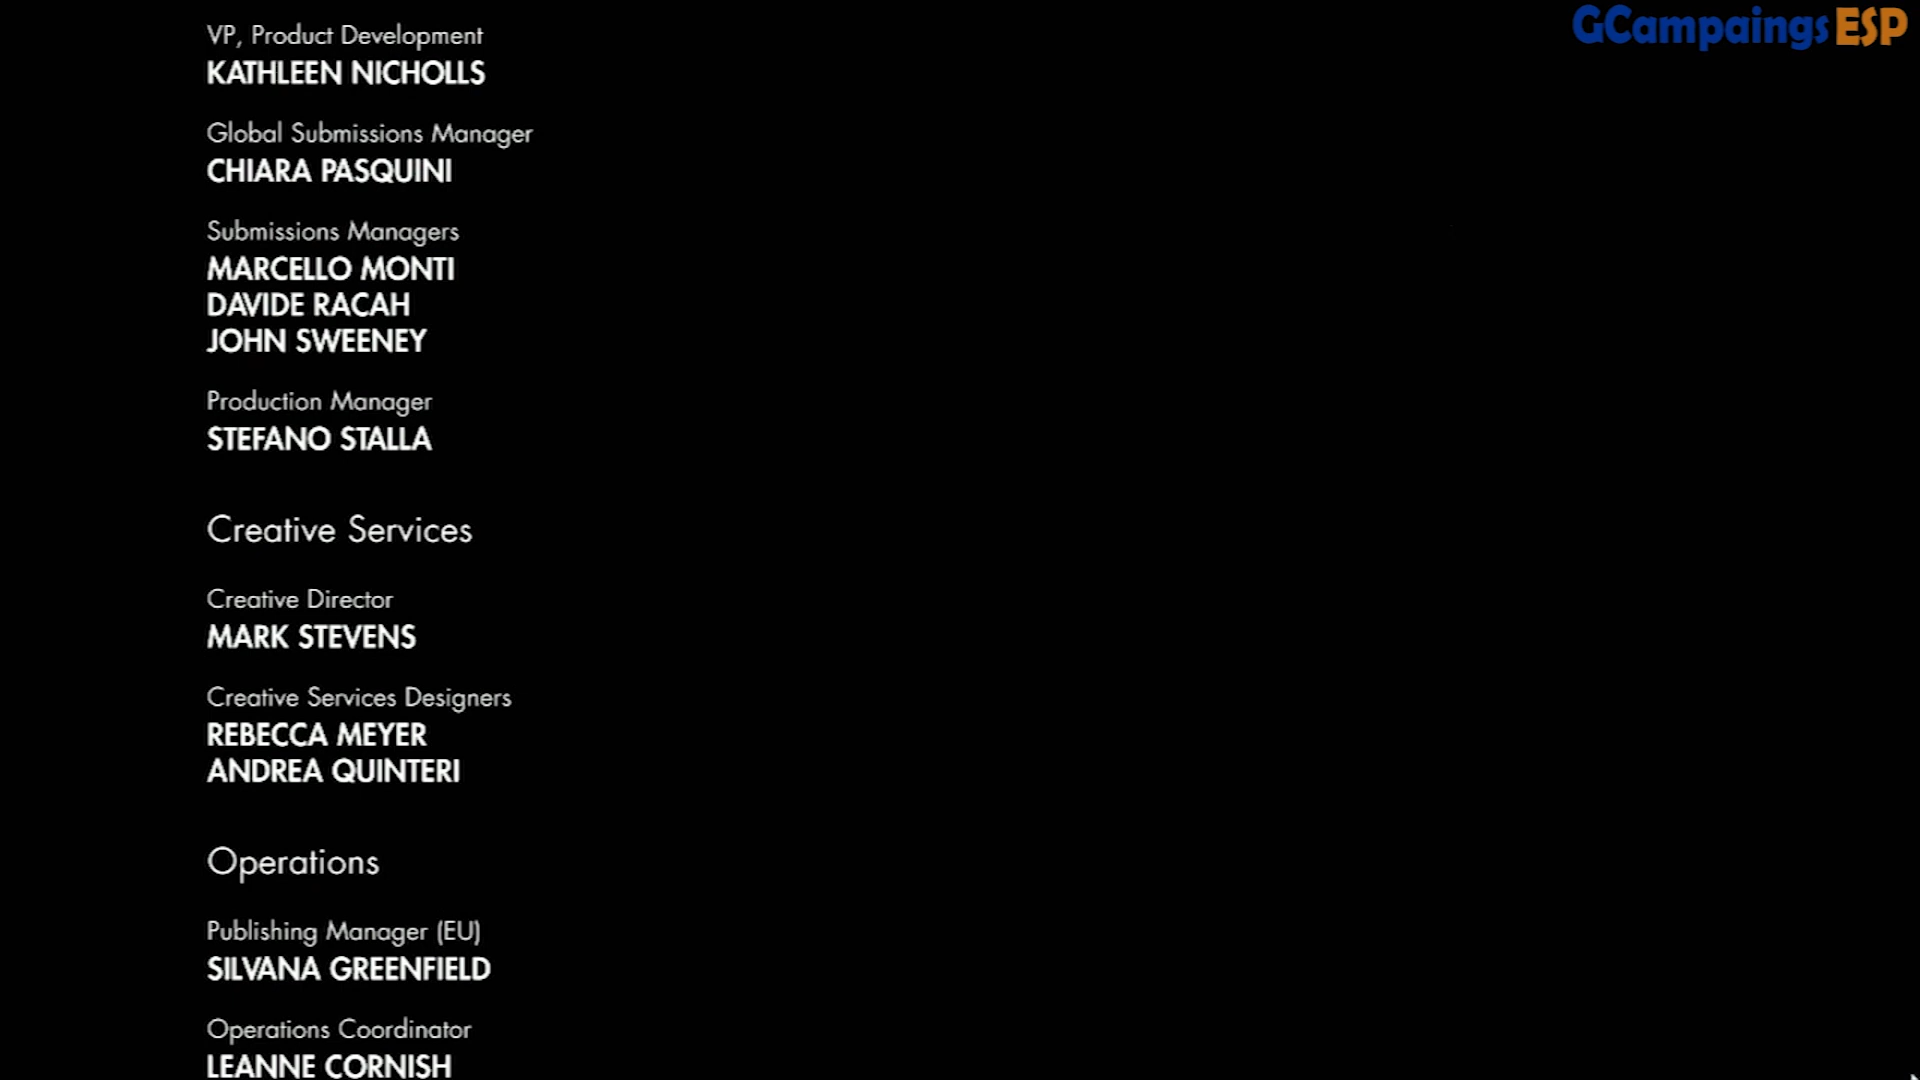 VP, Product Development
KATHLEEN NICHOLLS
Global Submissions Manager
CHIARA PASQUINI
Submissions Managers
MARCELLO MONTI
DAVIDE RACAH
JOHN SWEENEY
Production Manager
STEFANO STALLA
Creative Services
Creative Director
MARK STEVENS
Creative Services Designers
REBECCA MEYER
ANDREA QUINTERI
Operations
Publishing Manager (EU)
SILVANA GREENFIELD
Operations Coordinator
LEANNE CORNISH
GCampaings ESP